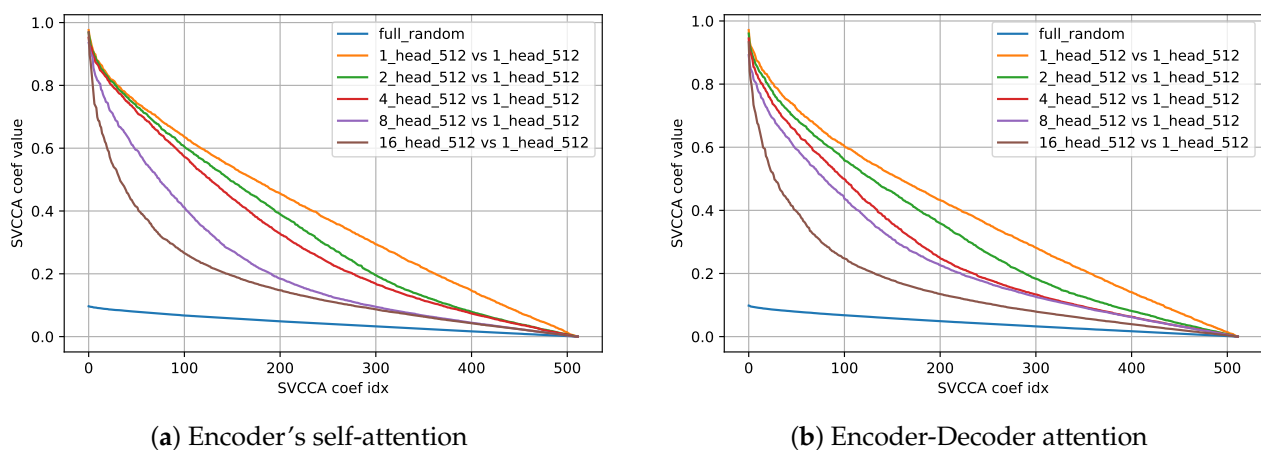 1.0
0.8
0.6
0.4
0.2
0.0
SVCCA coef value
0 100 200 300 400 500
SVCCA coef idx
full_random
1_head_512 vs 1_head_512
2_head_512 vs 1_head_512
4_head_512 vs 1_head_512
8_head_512 vs 1_head_512
16_head_512 vs 1_head_512
(a) Encoder's self-attention
1.0
0.8
0.6
0.4
0.2
0.0
SVCCA coef value
0 100 200 300 400 500
SVCCA coef idx
full_random
1_head_512 vs 1_head_512
2_head_512 vs 1_head_512
4_head_512 vs 1_head_512
8_head_512 vs 1_head_512
16_head_512 vs 1_head_512
(b) Encoder-Decoder attention